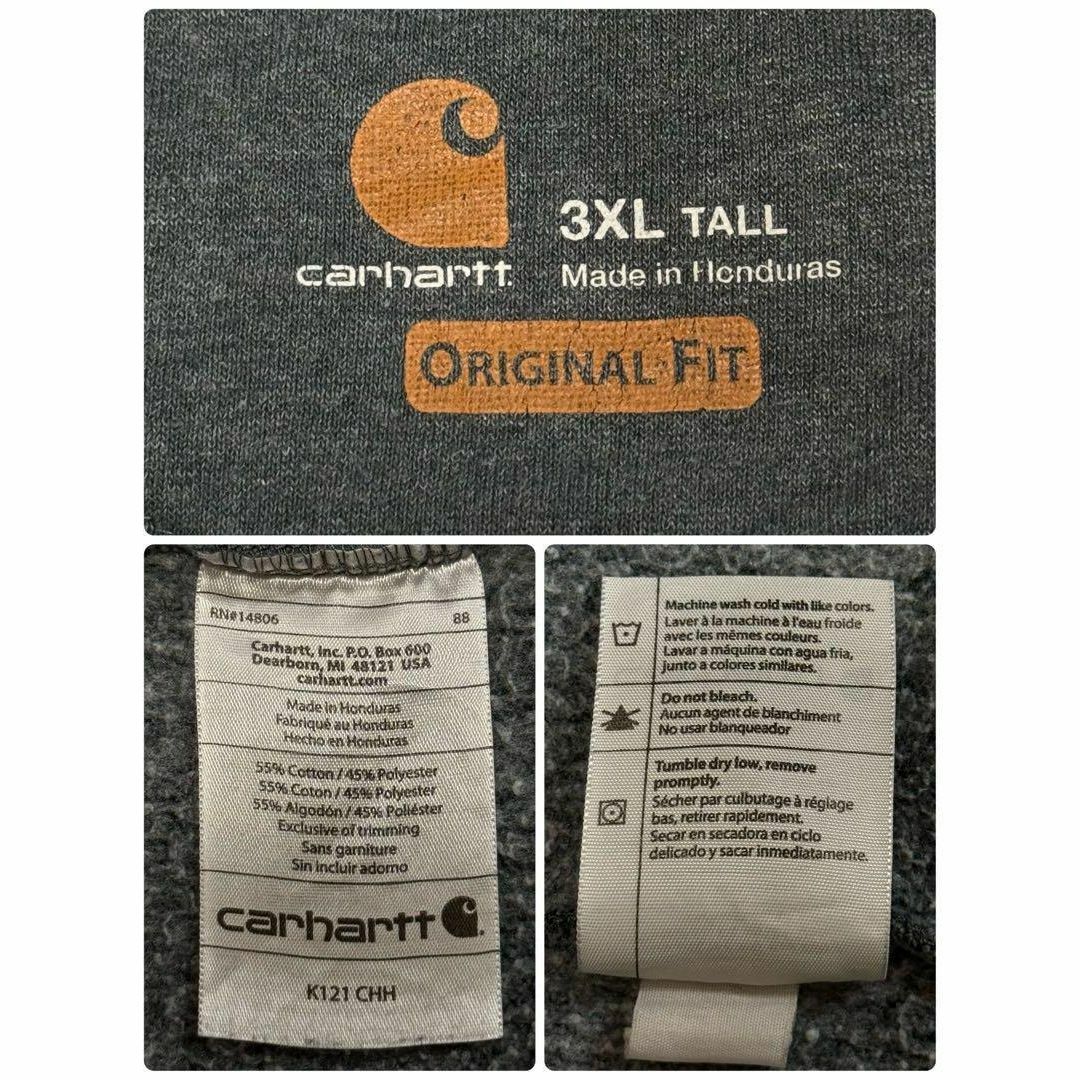 carhartt
3XL TALL
Made in Honduras
ORIGINAL FIT
RN#14806 88
Carhartt, Inc. P.O. Box 600
Dearborn, MI 48121 USA
carhartt.com
Made in Honduras
Fabriqué au Honduras
Hecho en Honduras
55% Cotton / 45% Polyester
55% Coton / 45% Polyester
55% Algodón / 45% Poliéster
Exclusive of trimming
Sans garniture
Sin incluir adorno
carhartt
K121 CHH
Machine wash cold with like colors.
Laver à la machine à l'eau froide
avec les mêmes couleurs.
Lavar a máquina con agua fria,
junto a colores similares.
Do not bleach.
Aucun agent de blanchiment
No usar blanqueador
Tumble dry low, remove
promptly.
Sécher par culbutage à réglage
bas, retirer rapidement.
Secar en secadora en ciclo
delicado y sacar inmediatamente.